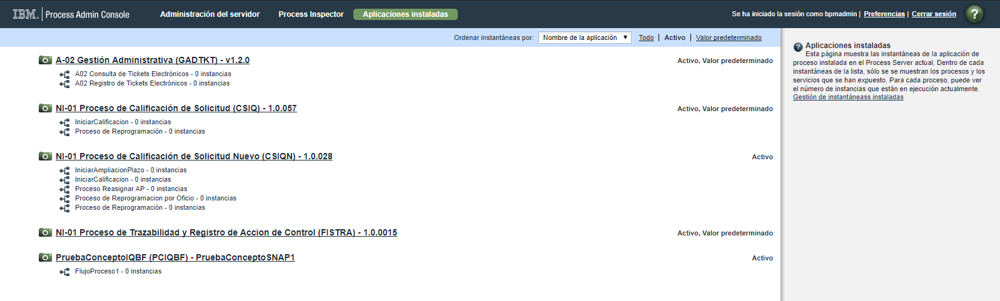 IBM. Process Admin Console Administración del servidor Process Inspector Aplicaciones instaladas Se ha iniciado la sesión como bpmadmin | Preferencias | Cerrar sesión ?
Ordenar instantáneas por: Nombre de la aplicación ▼ Todo | Activo | Valor predeterminado
A-02 Gestión Administrativa (GADTKT) - v1.2.0 Activo, Valor predeterminado
A02 Consulta de Tickets Electrónicos - 0 instancias
A02 Registro de Tickets Electrónicos - 0 instancias
NI-01 Proceso de Calificación de Solicitud (CSIQ) - 1.0.057 Activo, Valor predeterminado
IniciarCalificacion - 0 instancias
Proceso de Reprogramación - 0 instancias
NI-01 Proceso de Calificación de Solicitud Nuevo (CSIQN) - 1.0.028 Activo
IniciarAmpliacionPlazo - 0 instancias
IniciarCalificacion - 0 instancias
Proceso Reasignar AP - 0 instancias
Proceso de Reprogramacion por Oficio - 0 instancias
Proceso de Reprogramación - 0 instancias
NI-01 Proceso de Trazabilidad y Registro de Accion de Control (FISTRA) - 1.0.0015 Activo, Valor predeterminado
PruebaConceptoIQBF (PCIQBF) - PruebaConceptoSNAP1 Activo
FlujoProceso1 - 0 instancias
? Aplicaciones instaladas
Esta página muestra las instantáneas de la aplicación de
proceso instalada en el Process Server actual. Dentro de cada
instantáneas de la lista, sólo se se muestran los procesos y los
servicios que se han expuesto. Para cada proceso, puede ver
el número de instancias que están en ejecución actualmente.
Gestión de instantáneass instaladas